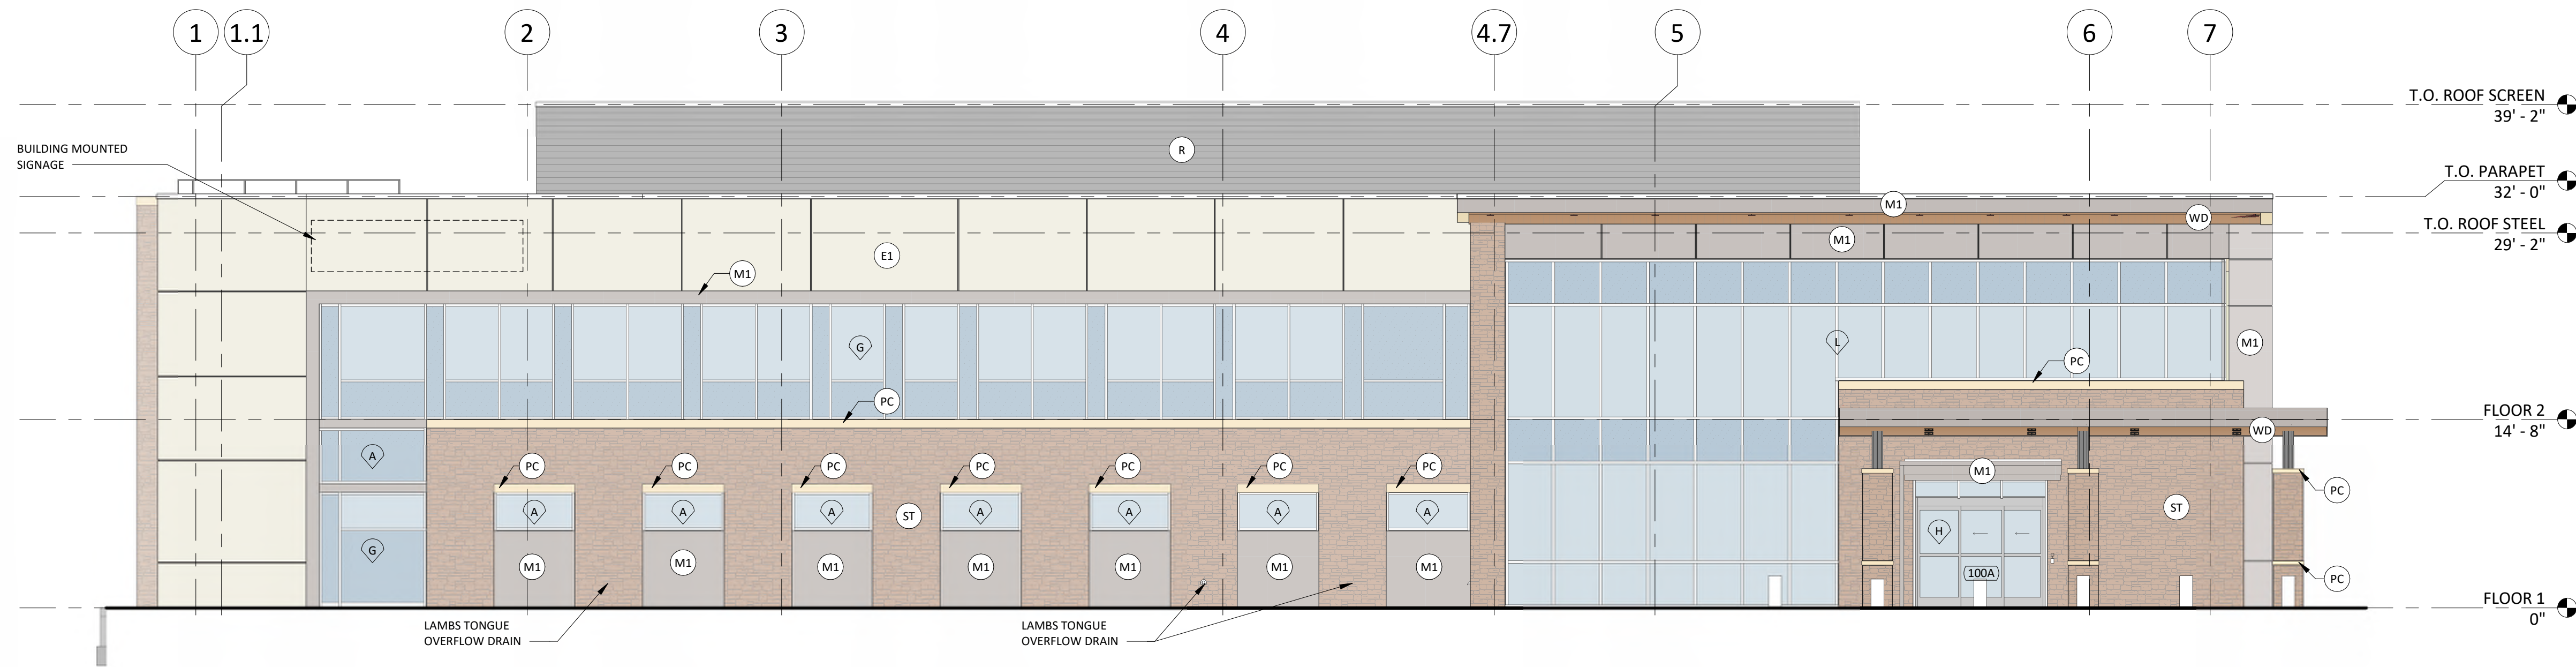 1
1.1
2
3
4
4.7
5
6
7
T.O. ROOF SCREEN
39' - 2"
BUILDING MOUNTED
SIGNAGE
R
T.O. PARAPET
32' - 0"
M1
WD
T.O. ROOF STEEL
29' - 2"
E1
M1
M1
G
L
M1
PC
PC
FLOOR 2
14' - 8"
WD
A
PC
PC
PC
PC
PC
PC
PC
M1
PC
A
A
A
A
A
A
A
ST
ST
G
H
M1
M1
M1
M1
M1
M1
M1
100A
PC
FLOOR 1
0"
LAMBS TONGUE
OVERFLOW DRAIN
LAMBS TONGUE
OVERFLOW DRAIN